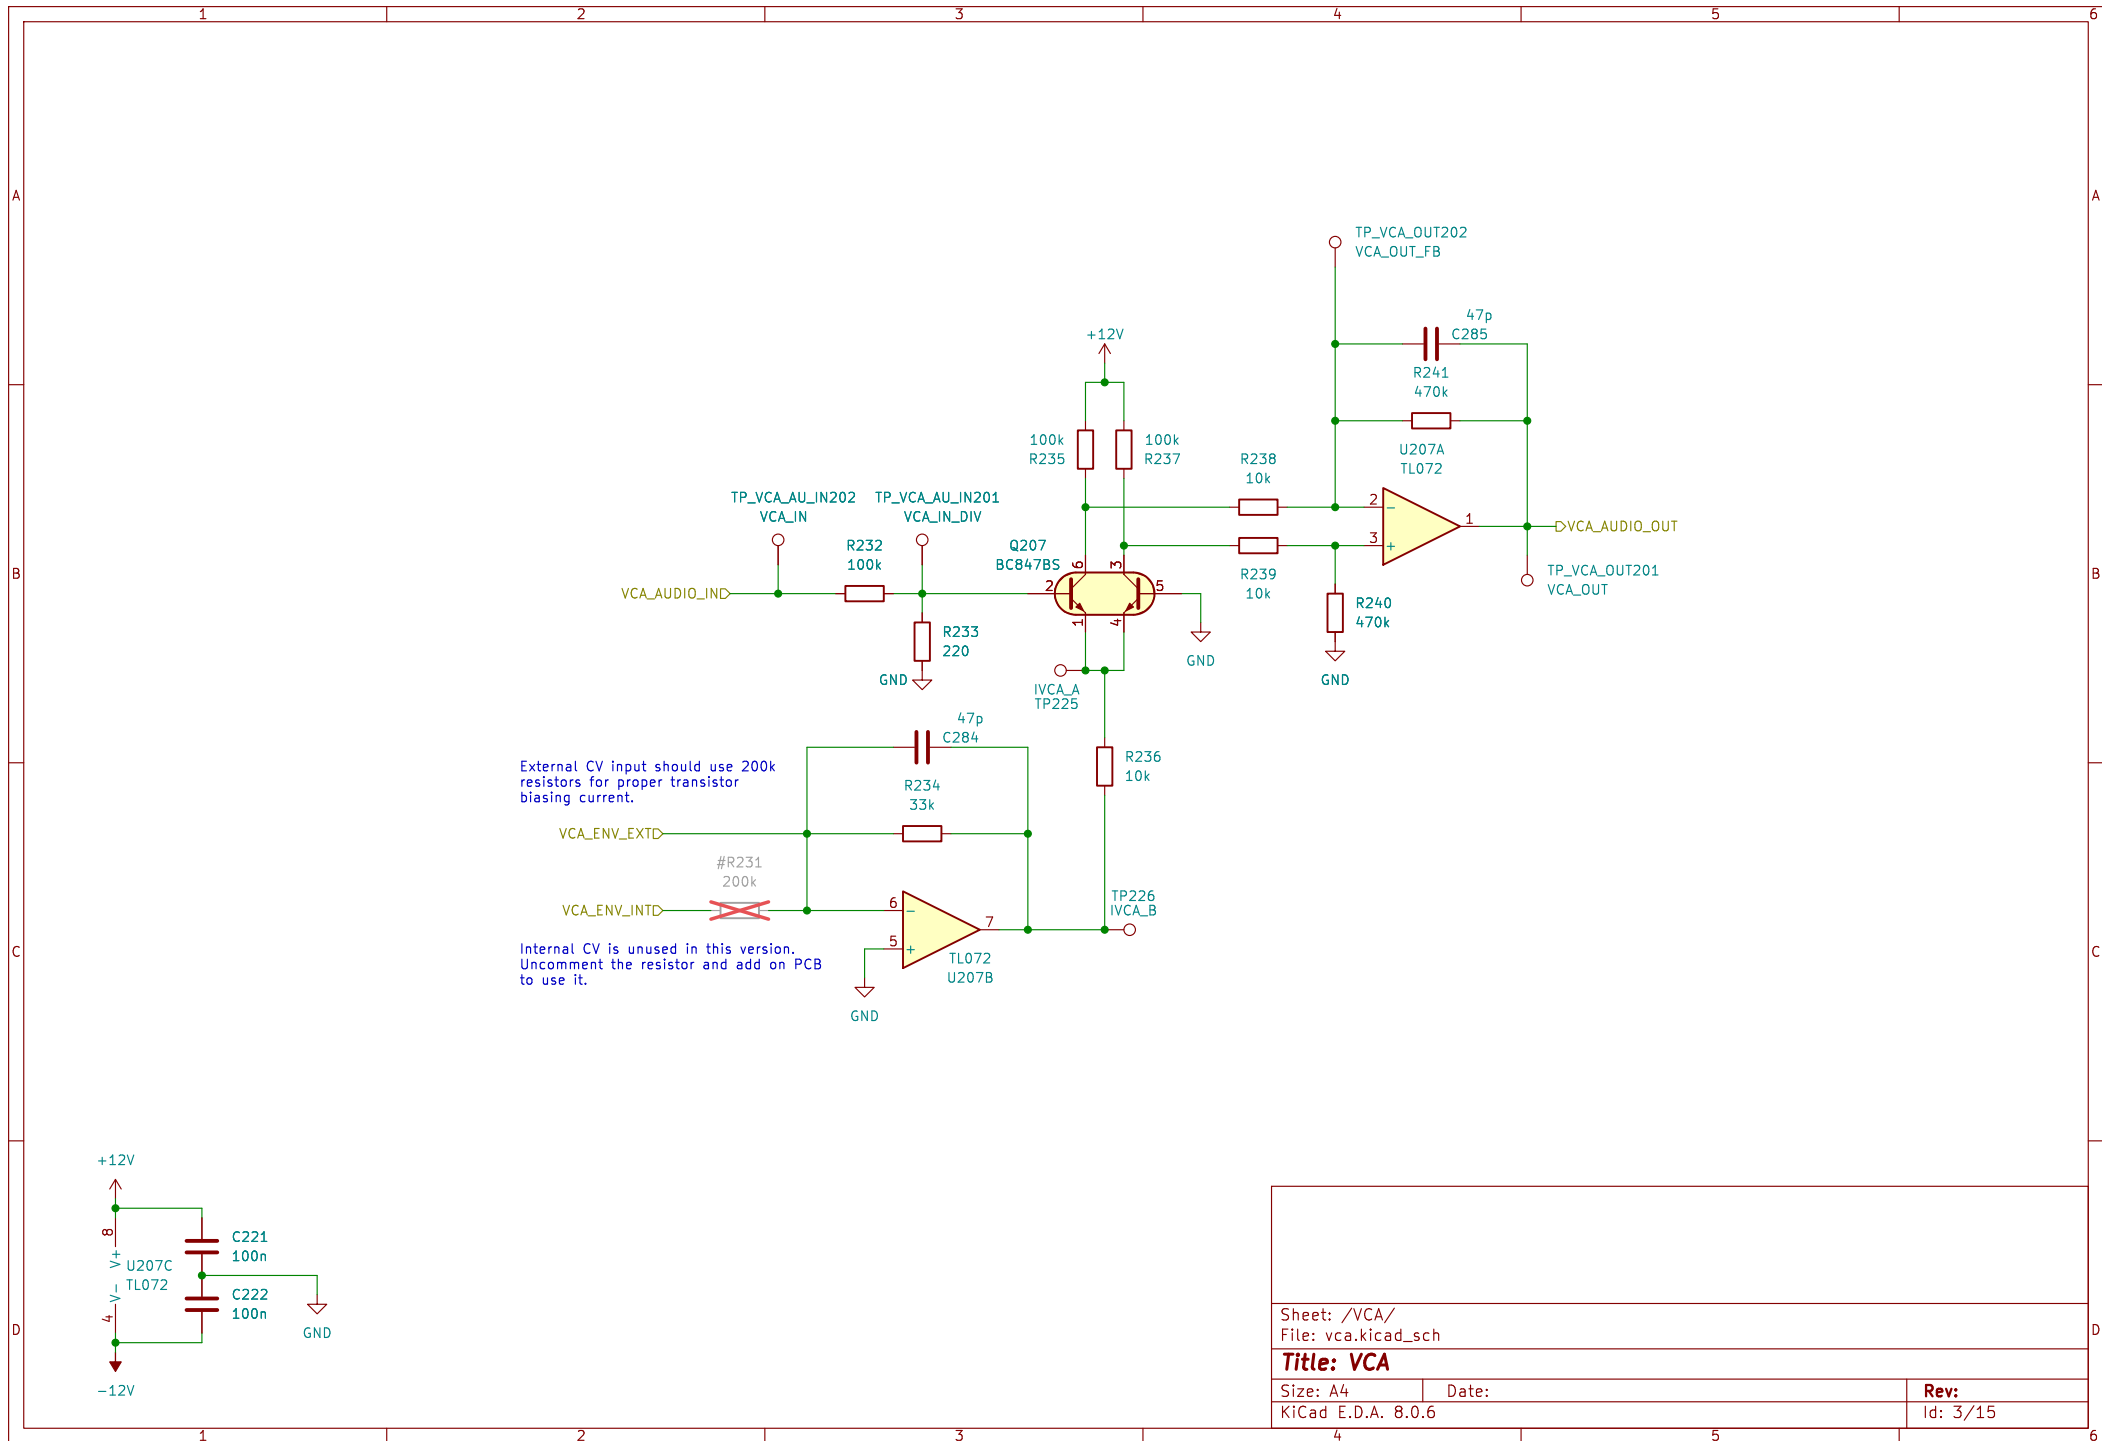 1 2 3 4 5 6
A A
TP_VCA_OUT202
VCA_OUT_FB
47p
C285
+12V
R241
470k
100k
R235
100k
R237
U207A
TL072
R238
10k
TP_VCA_AU_IN202
VCA_IN
TP_VCA_AU_IN201
VCA_IN_DIV
2
−
1
VCA_AUDIO_OUT
3
+
R232
100k
Q207
BC847BS
6
3
2
5
1
4
R239
10k
TP_VCA_OUT201
VCA_OUT
B B
VCA_AUDIO_IN
R240
470k
R233
220
GND
GND
GND
IVCA_A
TP225
47p
C284
R236
10k
External CV input should use 200k
resistors for proper transistor
biasing current.
R234
33k
VCA_ENV_EXT
#R231
200k
TP226
IVCA_B
VCA_ENV_INT
6
−
7
5
+
C C
Internal CV is unused in this version.
Uncomment the resistor and add on PCB
to use it.
TL072
U207B
GND
+12V
8
V+
V-
4
U207C
TL072
C221
100n
C222
100n
GND
-12V
D D
Sheet: /VCA/
File: vca.kicad_sch
Title: VCA
Size: A4 Date: Rev:
KiCad E.D.A. 8.0.6 Id: 3/15
1 2 3 4 5 6